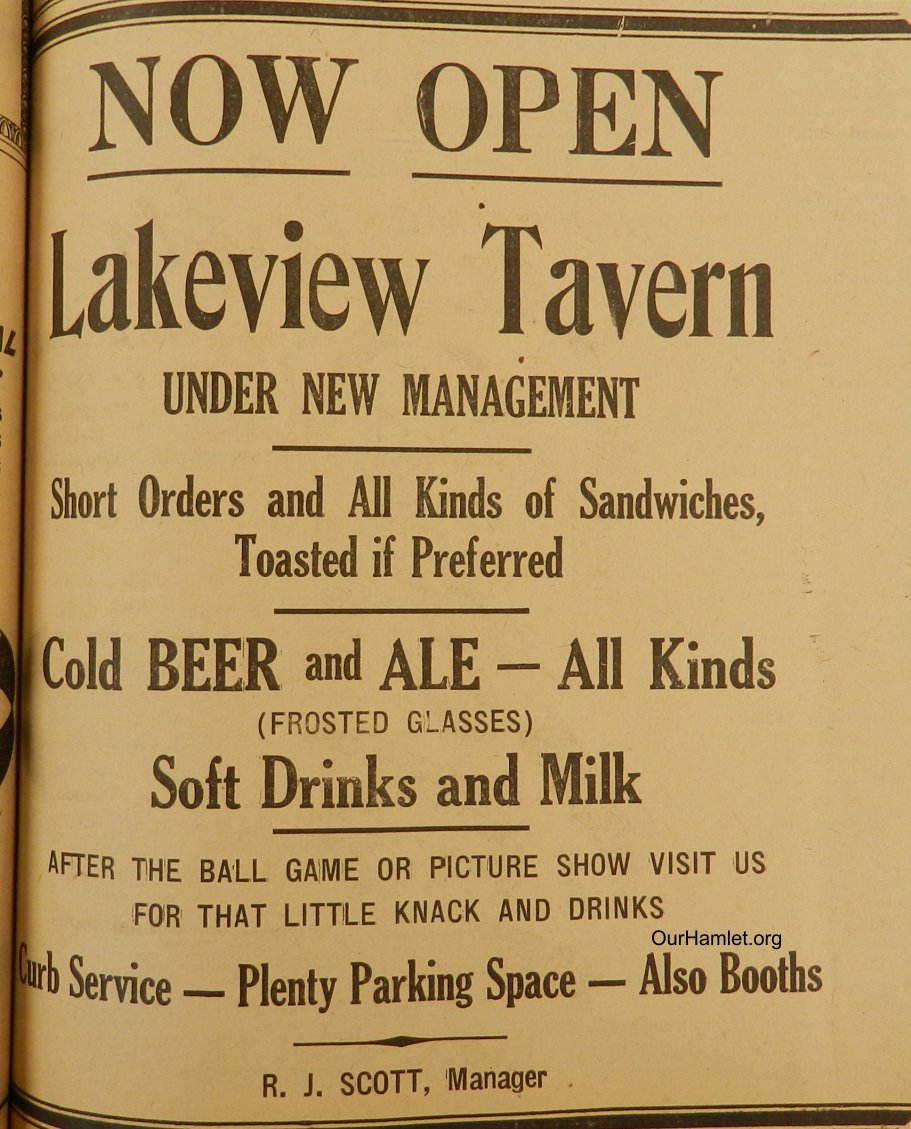 NOW OPEN
Lakeview Tavern
UNDER NEW MANAGEMENT
Short Orders and All Kinds of Sandwiches,
Toasted if Preferred
Cold BEER and ALE — All Kinds
(FROSTED GLASSES)
Soft Drinks and Milk
AFTER THE BALL GAME OR PICTURE SHOW VISIT US
FOR THAT LITTLE KNACK AND DRINKS
OurHamlet.org
Curb Service — Plenty Parking Space — Also Booths
R. J. SCOTT, Manager